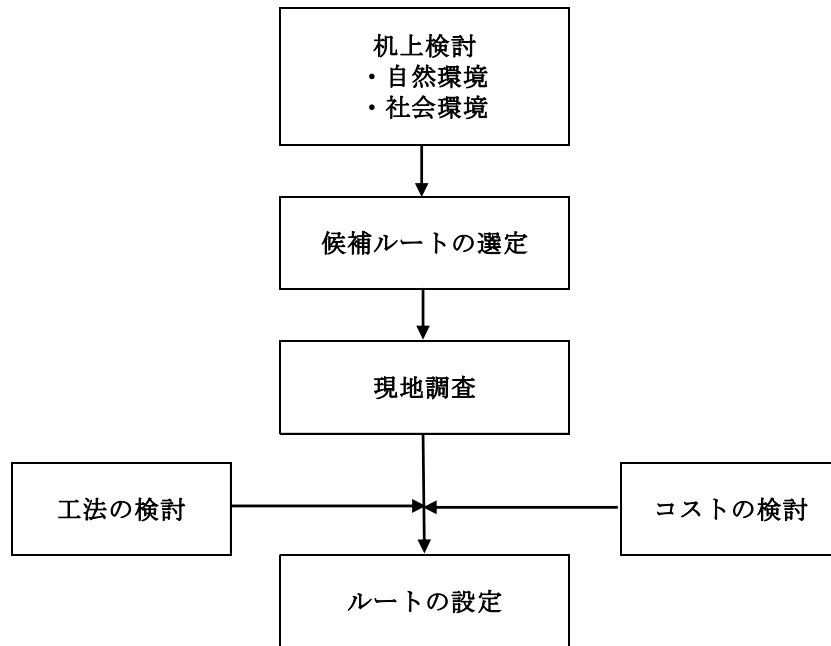 机上検討
・自然環境
・社会環境
候補ルートの選定
現地調査
工法の検討
コストの検討
ルートの設定